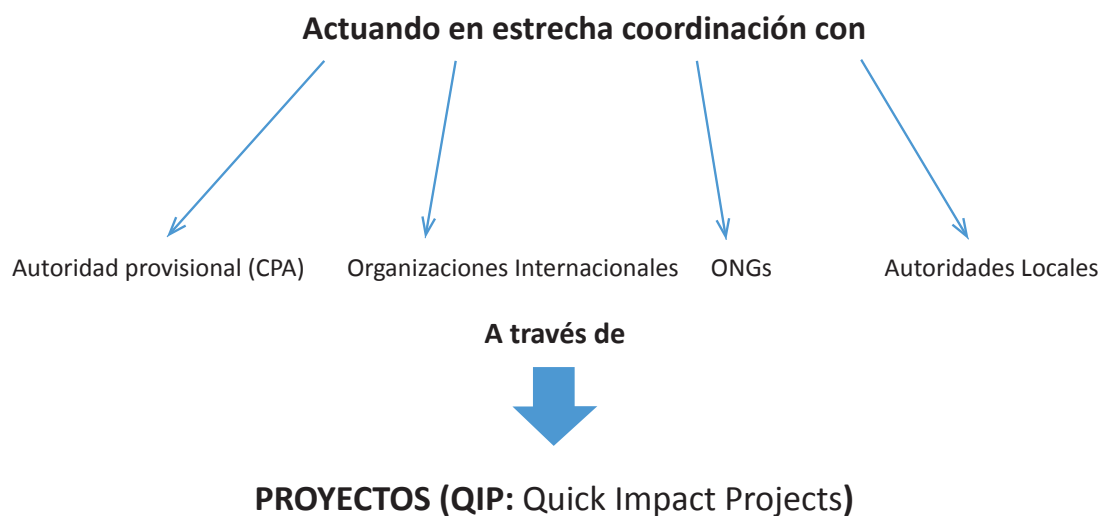 Actuando en estrecha coordinación con
Autoridad provisional (CPA) Organizaciones Internacionales ONGs Autoridades Locales
A través de
PROYECTOS (QIP: Quick Impact Projects)